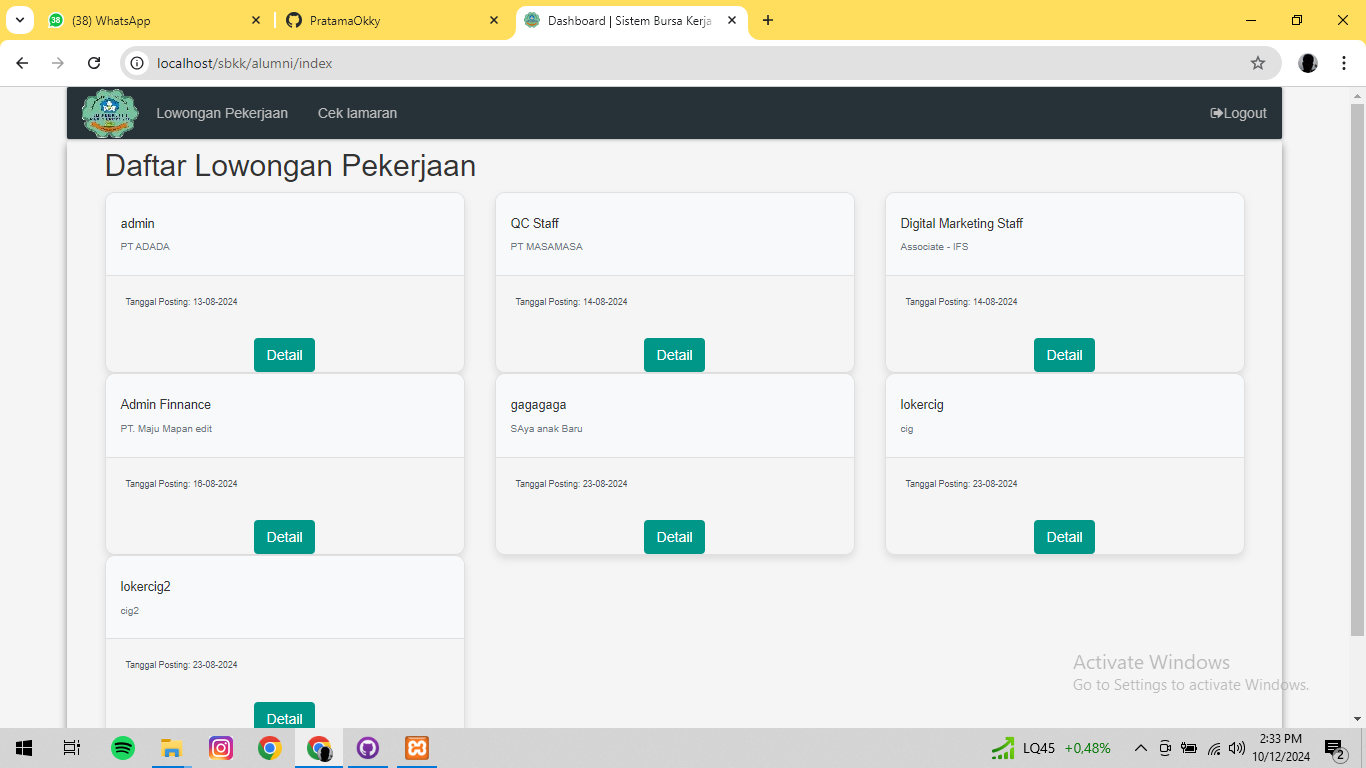 (38) WhatsApp
PratamaOkky
Dashboard | Sistem Bursa Kerja
localhost/sbkk/alumni/index
Lowongan Pekerjaan
Cek lamaran
Logout
Daftar Lowongan Pekerjaan
admin
PT ADADA
Tanggal Posting: 13-08-2024
Detail
QC Staff
PT MASAMASA
Tanggal Posting: 14-08-2024
Detail
Digital Marketing Staff
Associate - IFS
Tanggal Posting: 14-08-2024
Detail
Admin Finnance
PT. Maju Mapan edit
Tanggal Posting: 16-08-2024
Detail
gagagaga
SAya anak Baru
Tanggal Posting: 23-08-2024
Detail
lokercig
cig
Tanggal Posting: 23-08-2024
Detail
lokercig2
cig2
Tanggal Posting: 23-08-2024
Detail
Activate Windows
Go to Settings to activate Windows.
LQ45 +0,48%
2:33 PM
10/12/2024
2